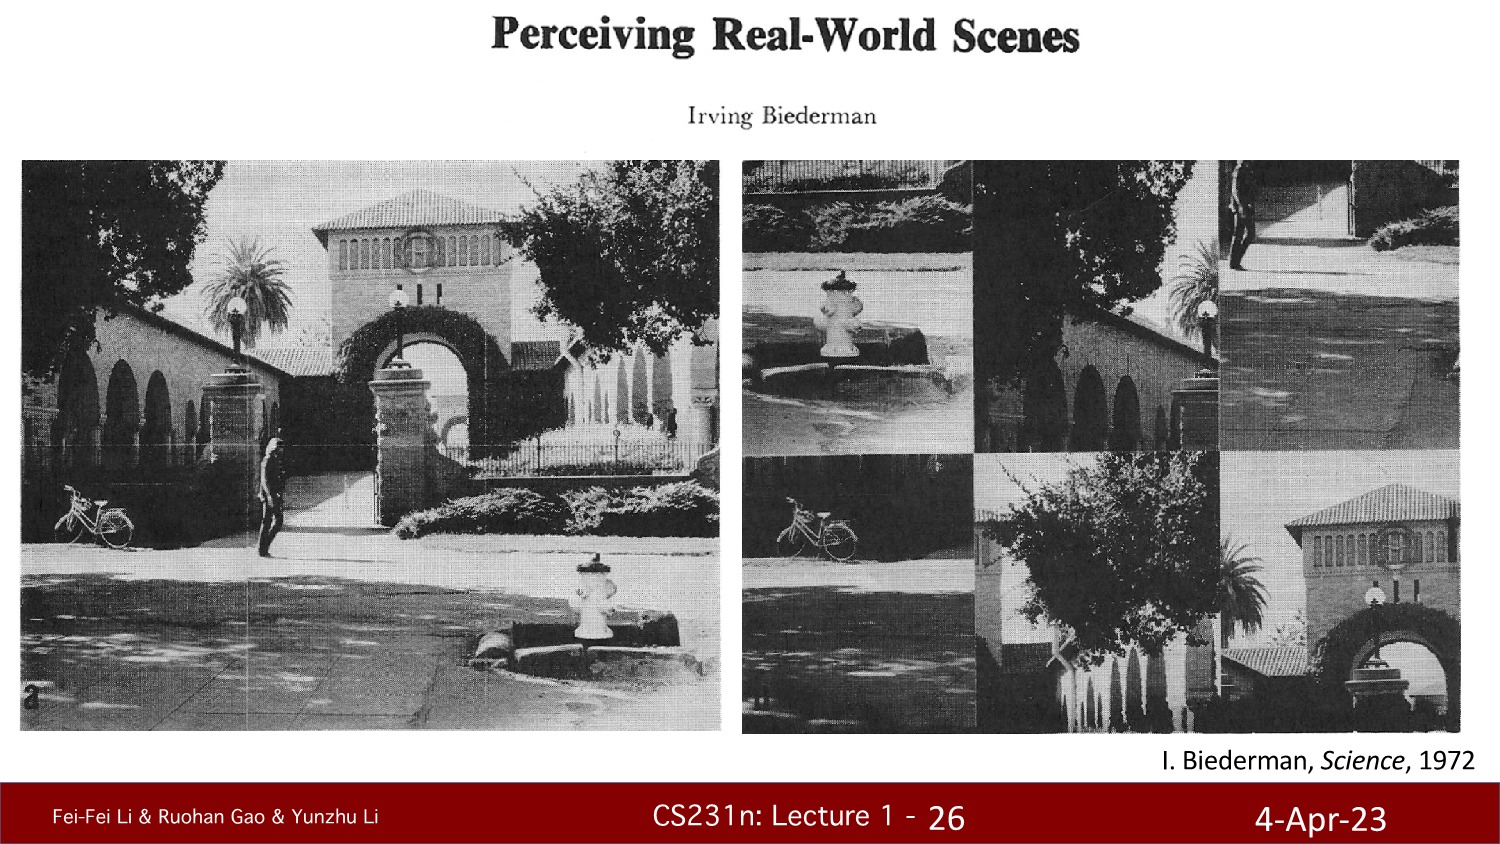 Perceiving Real-World Scenes
Irving Biederman
a
I. Biederman, Science, 1972
Fei-Fei Li & Ruohan Gao & Yunzhu Li
CS231n: Lecture 1 - 26
4-Apr-23